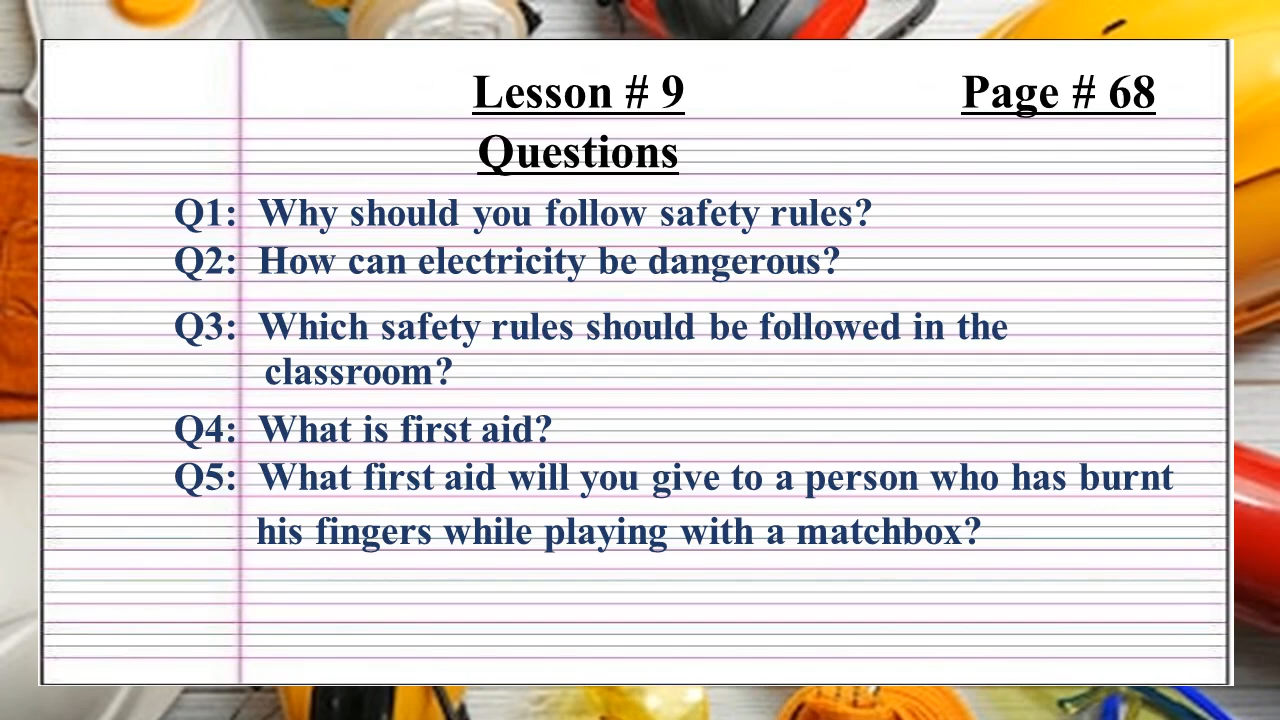 Lesson # 9 Page # 68
Questions
Q1: Why should you follow safety rules?
Q2: How can electricity be dangerous?
Q3: Which safety rules should be followed in the
classroom?
Q4: What is first aid?
Q5: What first aid will you give to a person who has burnt
his fingers while playing with a matchbox?